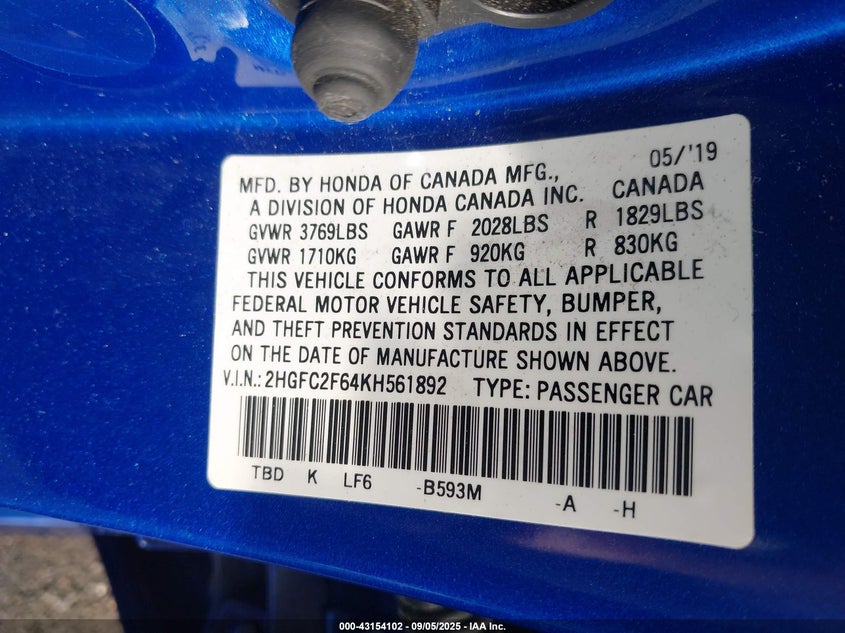 05/'19
MFD. BY HONDA OF CANADA MFG.,
A DIVISION OF HONDA CANADA INC. CANADA
GVWR 3769LBS GAWR F 2028LBS R 1829LBS
GVWR 1710KG GAWR F 920KG R 830KG
THIS VEHICLE CONFORMS TO ALL APPLICABLE
FEDERAL MOTOR VEHICLE SAFETY, BUMPER,
AND THEFT PREVENTION STANDARDS IN EFFECT
ON THE DATE OF MANUFACTURE SHOWN ABOVE.
V.I.N.: 2HGFC2F64KH561892 TYPE: PASSENGER CAR
TBD K LF6 -B593M -A -H
000-43154102 - 09/05/2025 - IAA Inc.